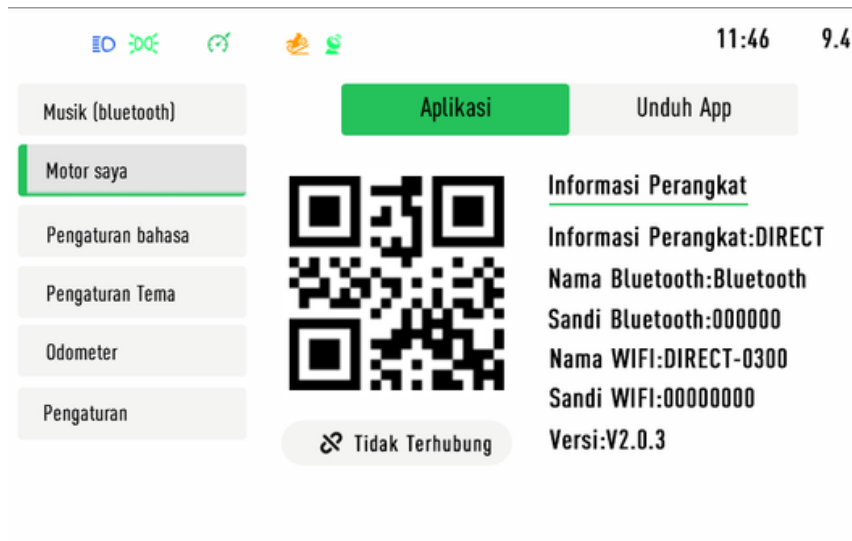 11:46 9.4
Musik (bluetooth)
Aplikasi
Unduh App
Motor saya
Pengaturan bahasa
Pengaturan Tema
Odometer
Pengaturan
Informasi Perangkat
Informasi Perangkat:DIRECT
Nama Bluetooth:Bluetooth
Sandi Bluetooth:000000
Nama WIFI:DIRECT-0300
Sandi WIFI:00000000
Versi:V2.0.3
Tidak Terhubung